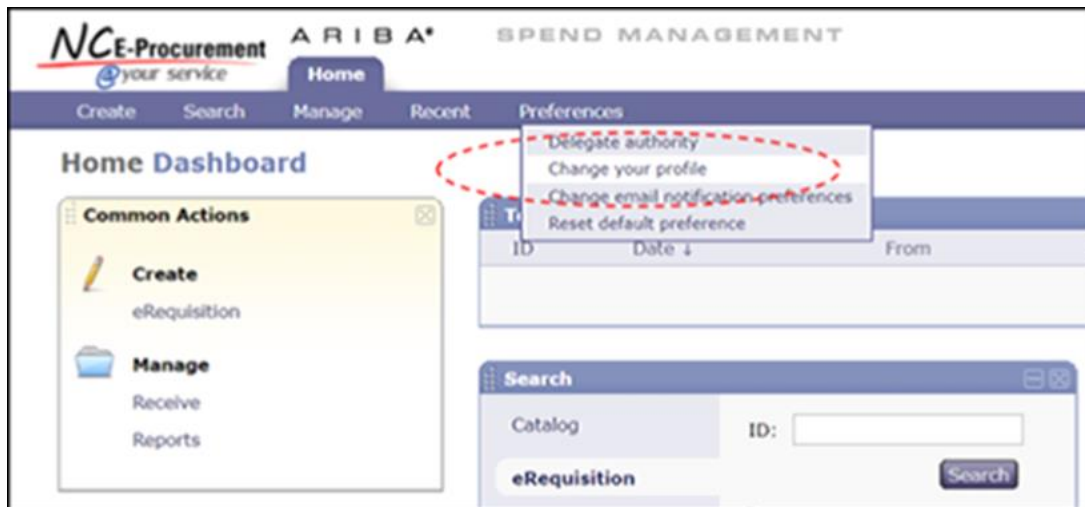 NCE-Procurement
@your service
ARIBA
SPEND MANAGEMENT
Home
Create Search Manage Recent Preferences
Delegate authority
Change your profile
Change email notification preferences
Reset default preference
Home Dashboard
Common Actions
Create
eRequisition
Manage
Receive
Reports
ID Date ↓ From
Search
Catalog
eRequisition
ID:
Search